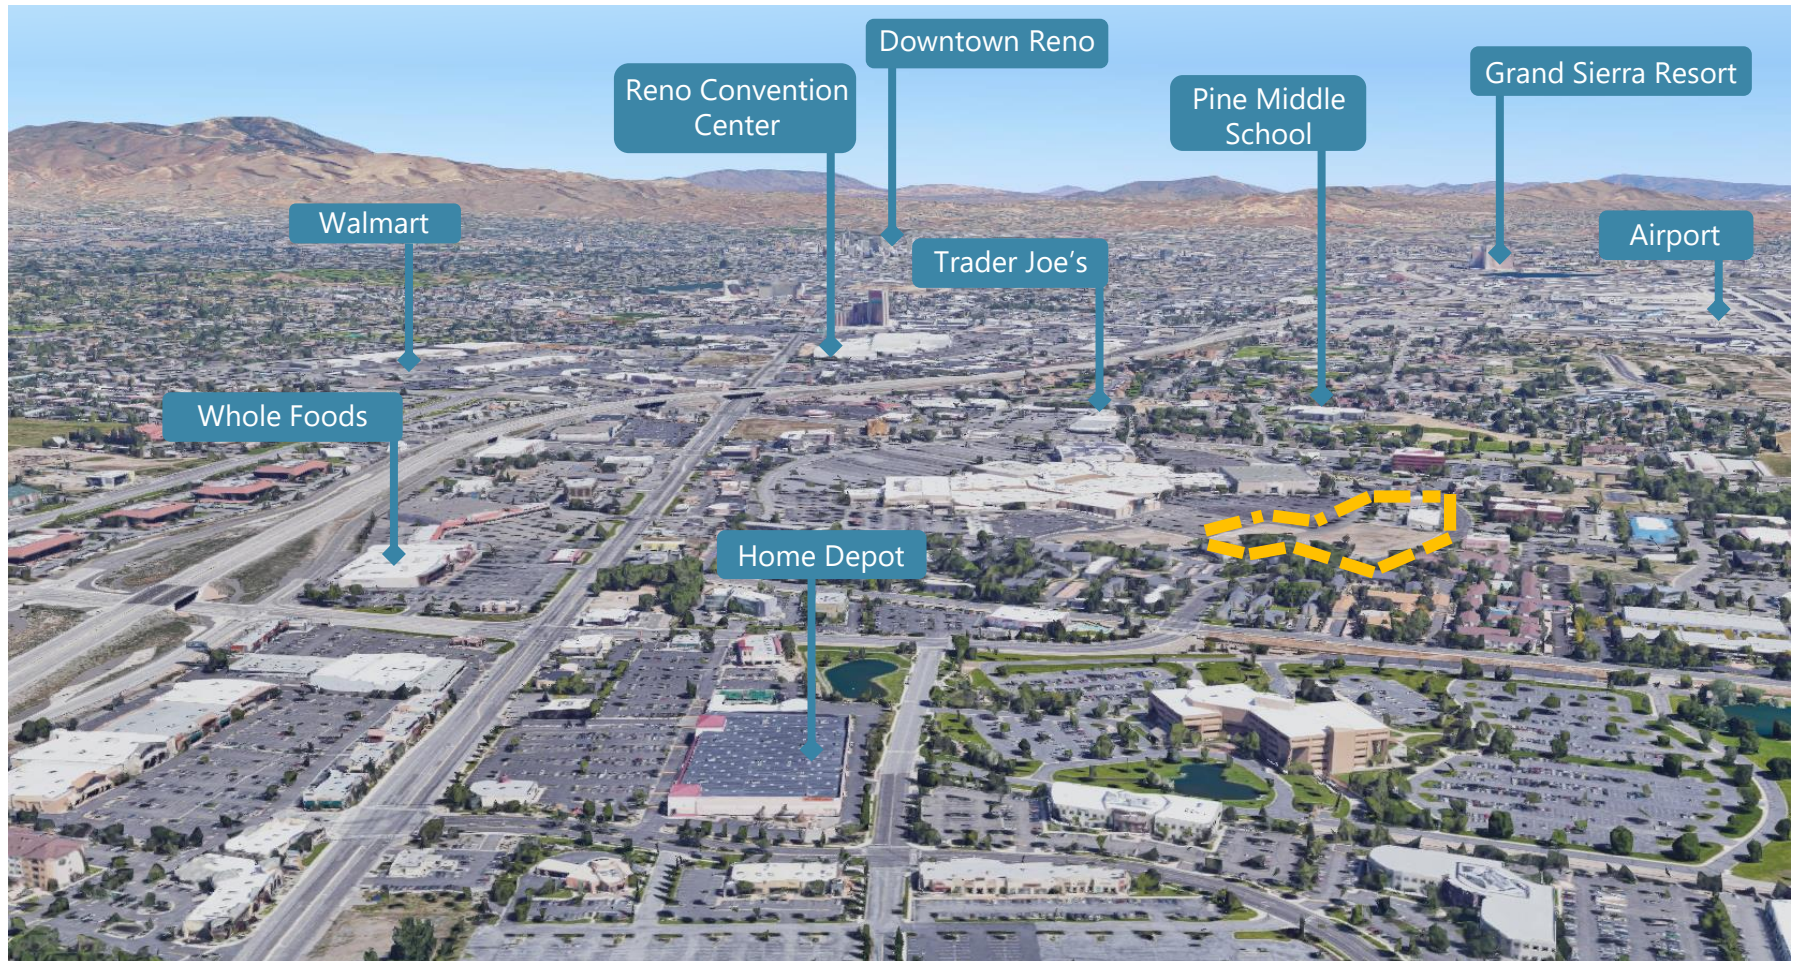 Downtown Reno
Reno Convention
Center
Pine Middle
School
Grand Sierra Resort
Walmart
Trader Joe's
Airport
Whole Foods
Home Depot